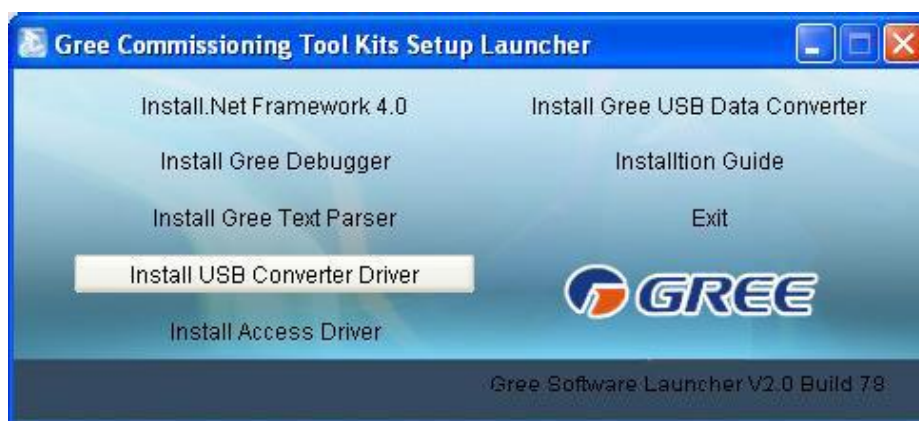 Gree Commissioning Tool Kits Setup Launcher
Install.Net Framework 4.0
Install Gree USB Data Converter
Install Gree Debugger
Installtion Guide
Install Gree Text Parser
Exit
Install USB Converter Driver
GREE
Install Access Driver
Gree Software Launcher V2.0 Build 78